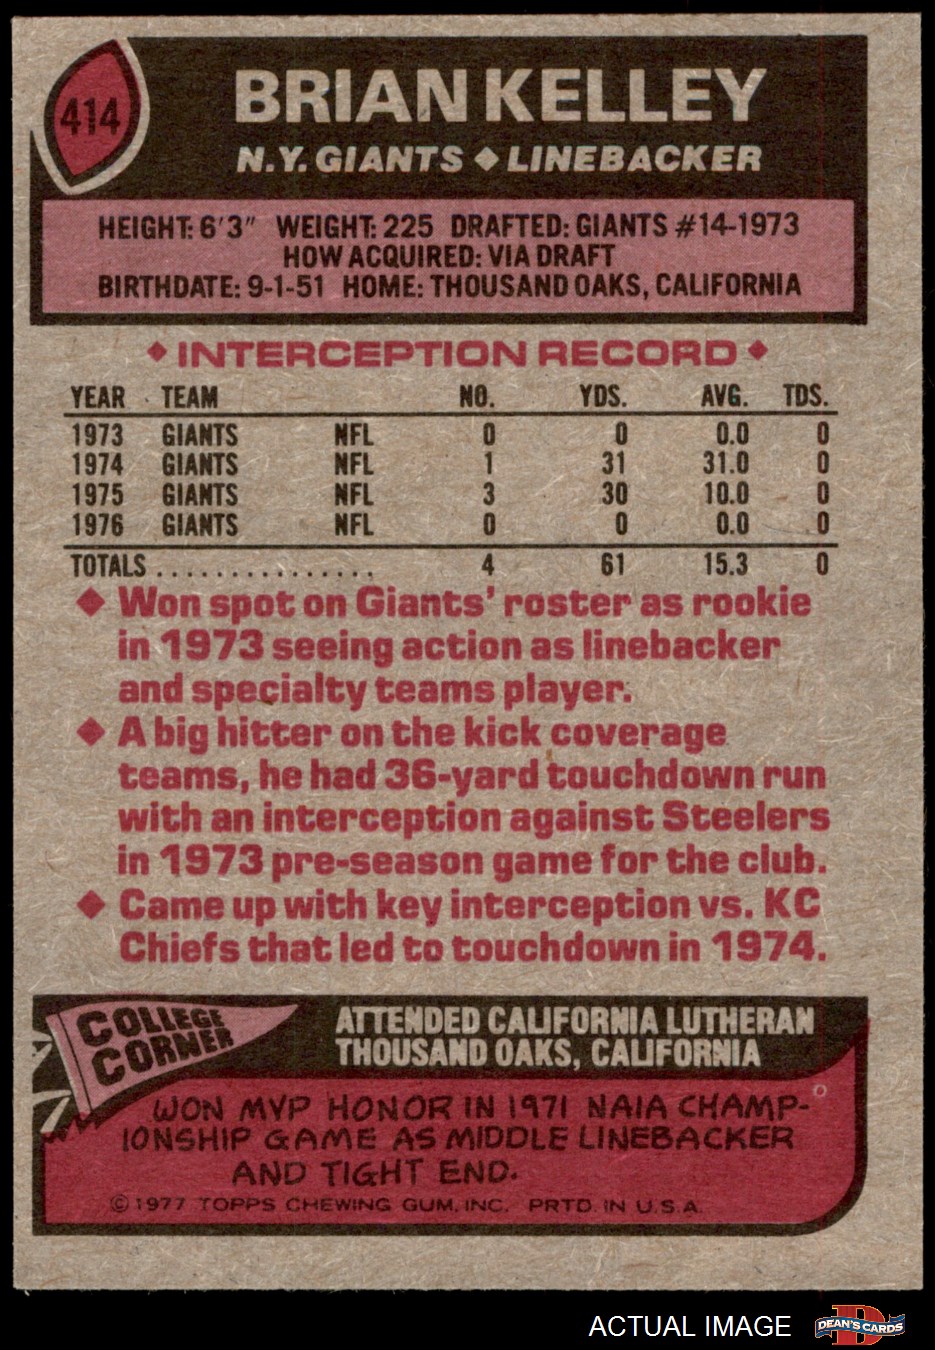 414
BRIAN KELLEY
N.Y. GIANTS ◆ LINEBACKER
HEIGHT: 6'3" WEIGHT: 225 DRAFTED: GIANTS #14-1973
HOW ACQUIRED: VIA DRAFT
BIRTHDATE: 9-1-51 HOME: THOUSAND OAKS, CALIFORNIA
◆ INTERCEPTION RECORD ◆
YEAR TEAM NO. YDS. AVG. TDS.
1973 GIANTS NFL 0 0 0.0 0
1974 GIANTS NFL 1 31 31.0 0
1975 GIANTS NFL 3 30 10.0 0
1976 GIANTS NFL 0 0 0.0 0
TOTALS ............... 4 61 15.3 0
◆ Won spot on Giants' roster as rookie
in 1973 seeing action as linebacker
and specialty teams player.
◆ A big hitter on the kick coverage
teams, he had 36-yard touchdown run
with an interception against Steelers
in 1973 pre-season game for the club.
◆ Came up with key interception vs. KC
Chiefs that led to touchdown in 1974.
COLLEGE
CORNER
ATTENDED CALIFORNIA LUTHERAN
THOUSAND OAKS, CALIFORNIA
WON MVP HONOR IN 1971 NAIA CHAMP-
IONSHIP GAME AS MIDDLE LINEBACKER
AND TIGHT END.
©1977 TOPPS CHEWING GUM, INC. PRTD. IN U.S.A.
ACTUAL IMAGE
D
DEAN'S CARDS